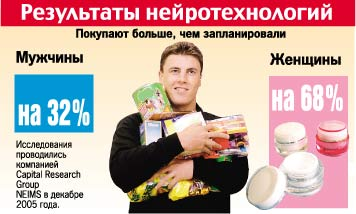 Результаты нейротехнологий
Покупают больше, чем запланировали
Мужчины
на 32%
Исследования
проводились
компанией
Capital Research
Group
NEIMS в декабре
2005 года.
Женщины
на 68%